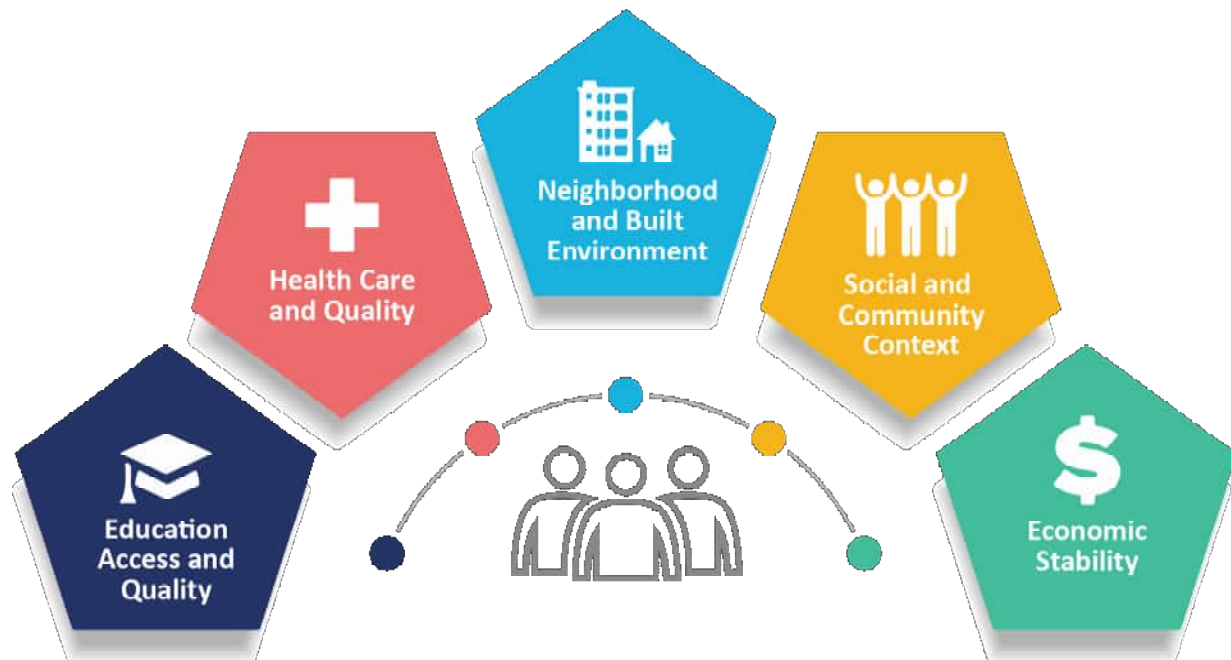 Education
Access and
Quality
Health Care
and Quality
Neighborhood
and Built
Environment
Social and
Community
Context
$
Economic
Stability